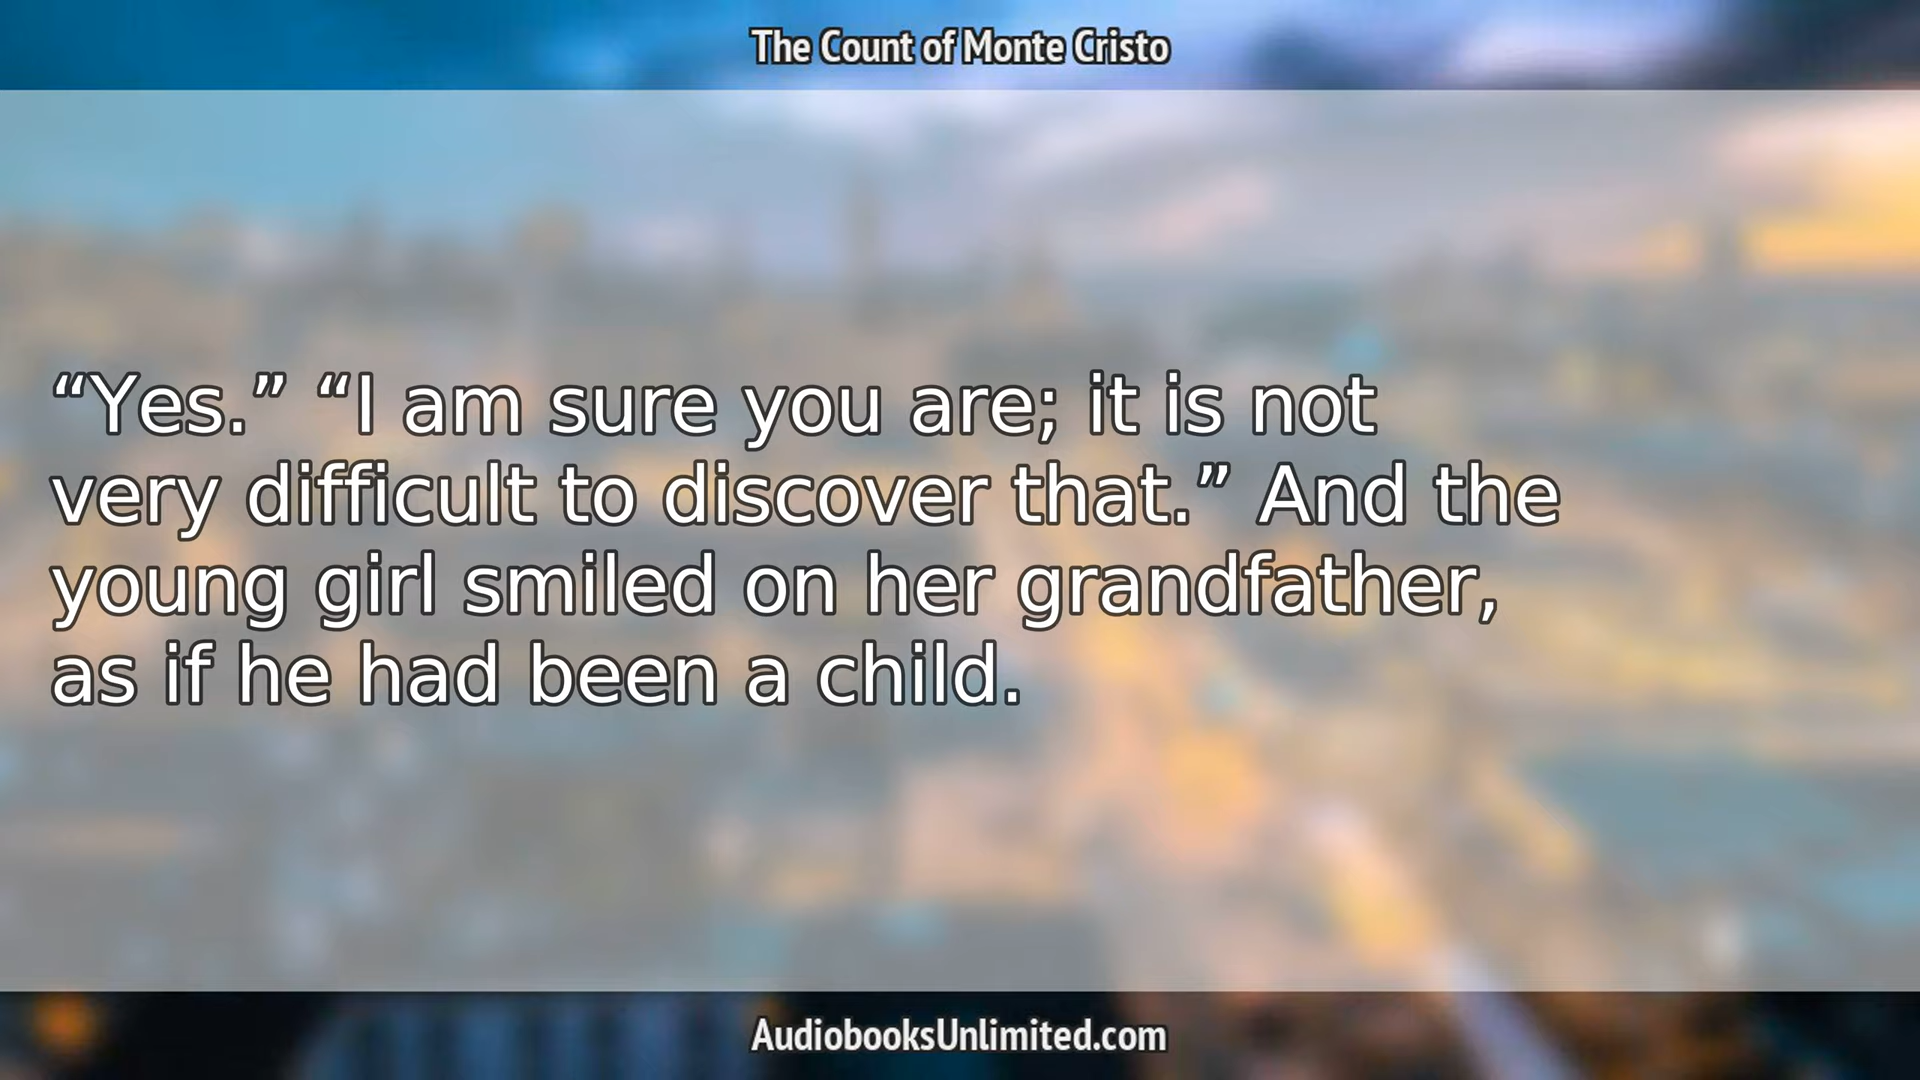 The Count of Monte Cristo
“Yes.” “I am sure you are; it is not
very difficult to discover that.” And the
young girl smiled on her grandfather,
as if he had been a child.
AudiobooksUnlimited.com